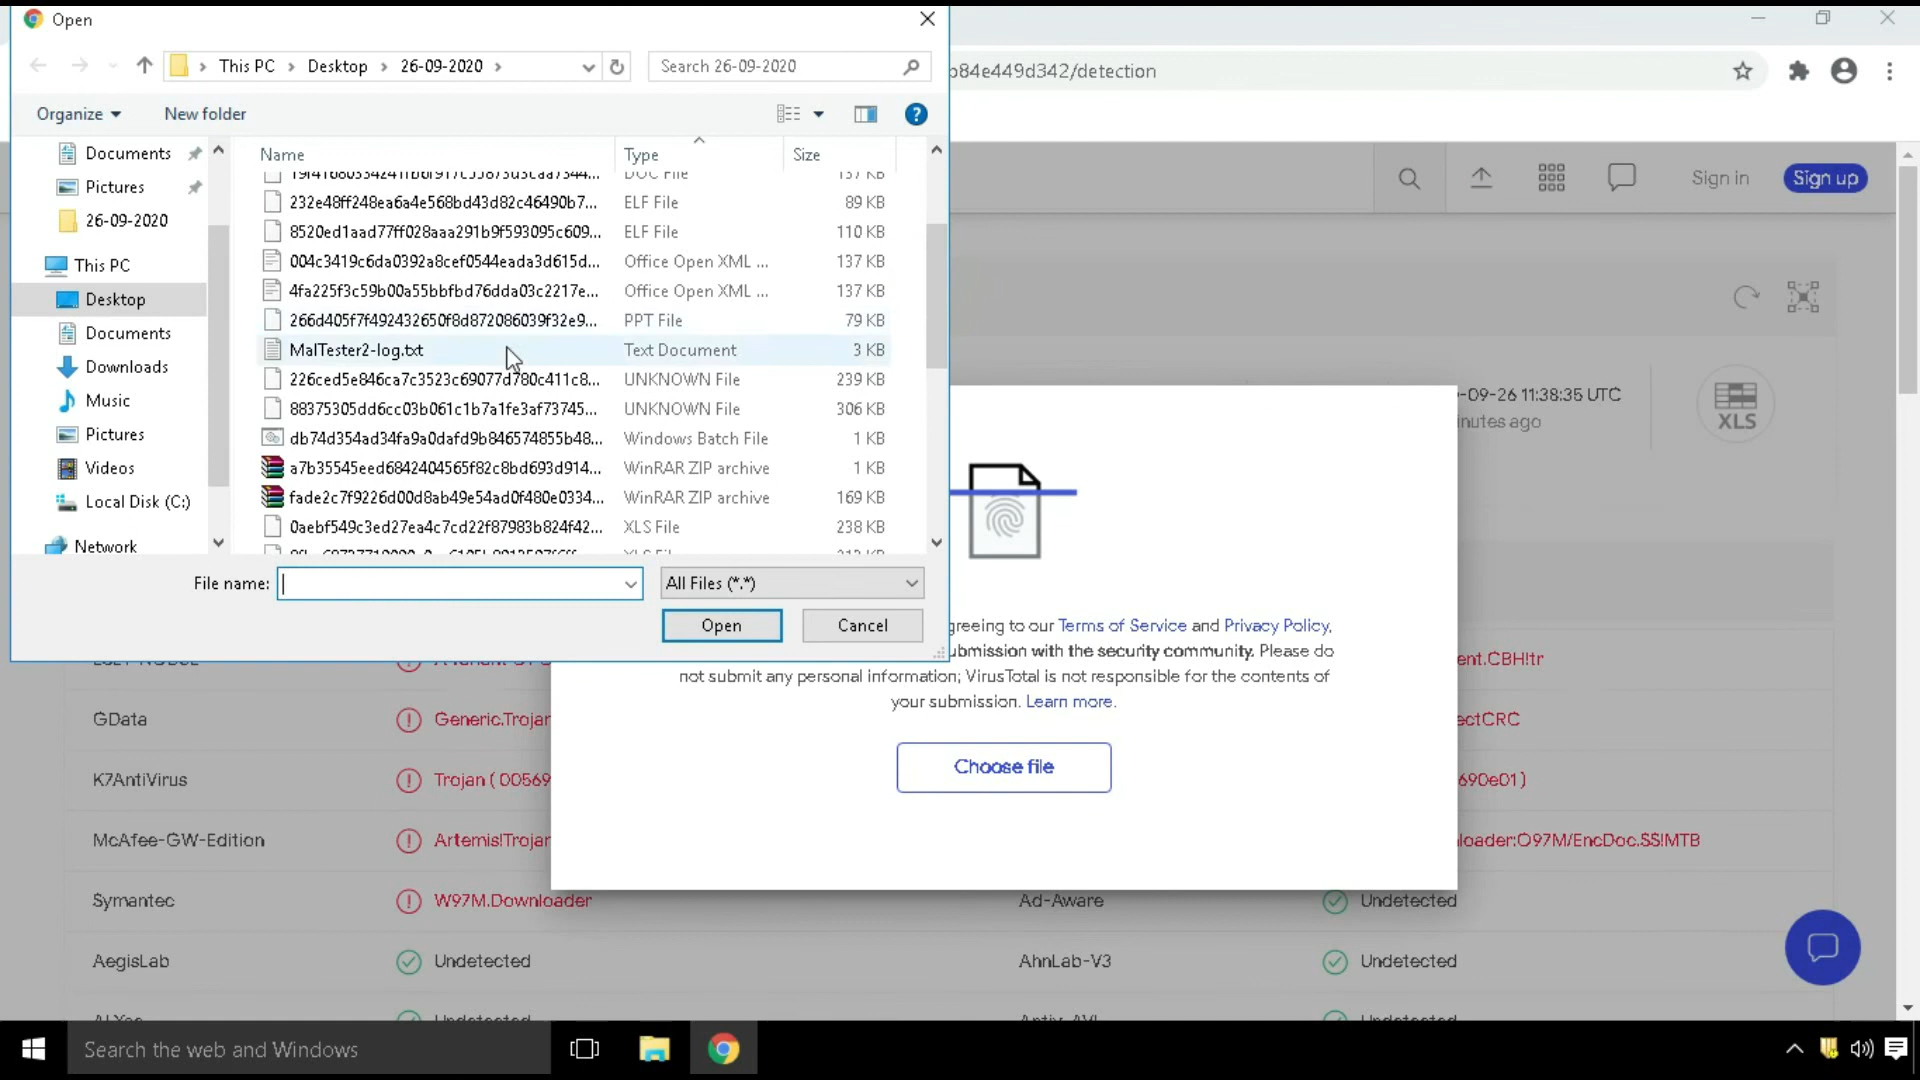 Open
This PC
Desktop
26-09-2020
Search 26-09-2020
b84e449d342/detection
Organize
New folder
Documents
Pictures
26-09-2020
This PC
Desktop
Documents
Downloads
Music
Pictures
Videos
Local Disk (C:)
Network
Name Type Size
137 KB
232e48ff248ea6a4e568bd43d82c46490b7... ELF File 89 KB
8520ed1aad77ff028aaa291b9f593095c609... ELF File 110 KB
004c3419c6da0392a8cef0544eada3d615d... Office Open XML ... 137 KB
4fa225f3c59b00a55bbfbd76dda03c2217e... Office Open XML ... 137 KB
266d405f7f492432650f8d872086039f32e9... PPT File 79 KB
MalTester2-log.txt Text Document 3 KB
226ced5e846ca7c3523c69077d780c411c8... UNKNOWN File 239 KB
88375305dd6cc03b061c1b7a1fe3af73745... UNKNOWN File 306 KB
db74d354ad34fa9a0dafd9b846574855b48... Windows Batch File 1 KB
a7b35545eed6842404565f82c8bd693d914... WinRAR ZIP archive 1 KB
fade2c7f9226d00d8ab49e54ad0f480e0334... WinRAR ZIP archive 169 KB
0aebf549c3ed27ea4c7cd22f87983b824f42... XLS File 238 KB
File name:
All Files (*.*)
Open Cancel
Sign in
Sign up
-09-26 11:38:35 UTC
inutes ago
XLS
greeing to our Terms of Service and Privacy Policy,
ubmission with the security community. Please do
not submit any personal information; VirusTotal is not responsible for the contents of
your submission. Learn more.
Choose file
ent.CBH!tr
GData Generic.Trojan
ectCRC
K7AntiVirus Trojan ( 00569
690e01 )
McAfee-GW-Edition Artemis!Trojan
loader:O97M/EncDoc.SS!MTB
Symantec W97M.Downloader Ad-Aware Undetected
AegisLab Undetected AhnLab-V3 Undetected
Search the web and Windows